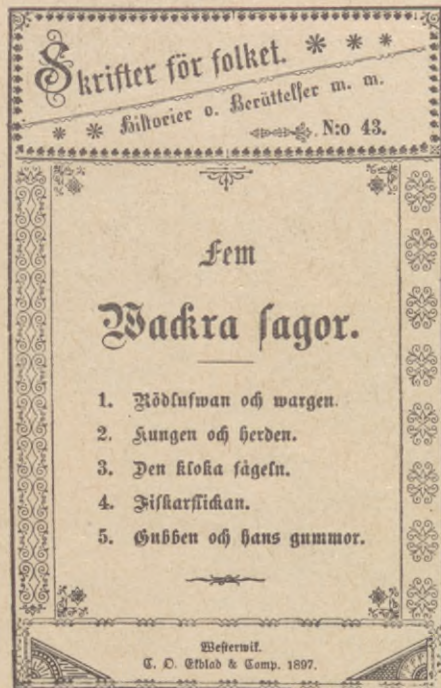 Skrifter för folket.
Historier o. Berättelser m. m.
N:o 43.
Fem
Wackra sagor.
1. Rödlufwan och wargen.
2. Kungen och herden.
3. Den kloka fågeln.
4. Fiskarflickan.
5. Gubben och hans gummor.
Westerwik.
C. O. Ekblad & Comp. 1897.